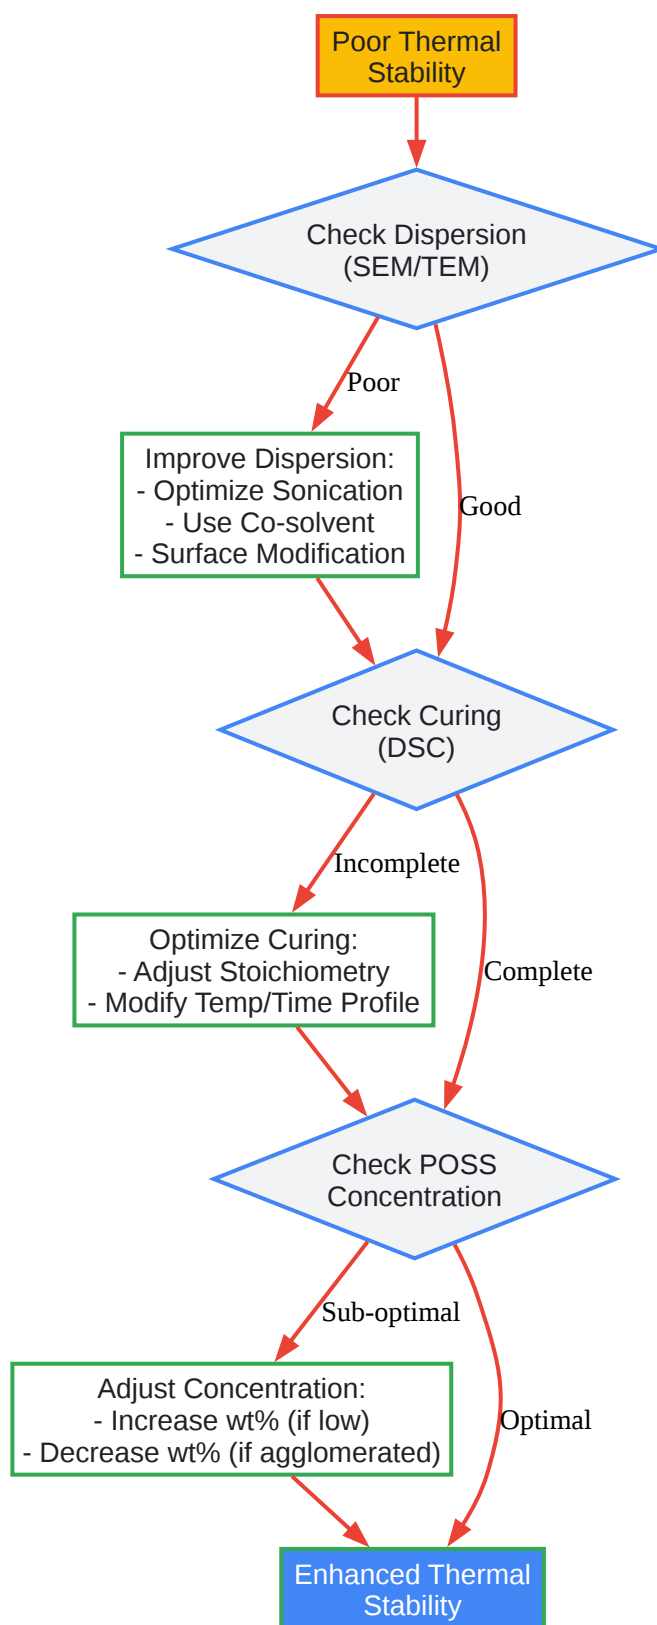 Poor Thermal
Stability
Check Dispersion
(SEM/TEM)
Poor
Improve Dispersion:
- Optimize Sonication
- Use Co-solvent
- Surface Modification
Good
Check Curing
(DSC)
Incomplete
Optimize Curing:
- Adjust Stoichiometry
- Modify Temp/Time Profile
Complete
Check POSS
Concentration
Sub-optimal
Adjust Concentration:
- Increase wt% (if low)
- Decrease wt% (if agglomerated)
Optimal
Enhanced Thermal
Stability